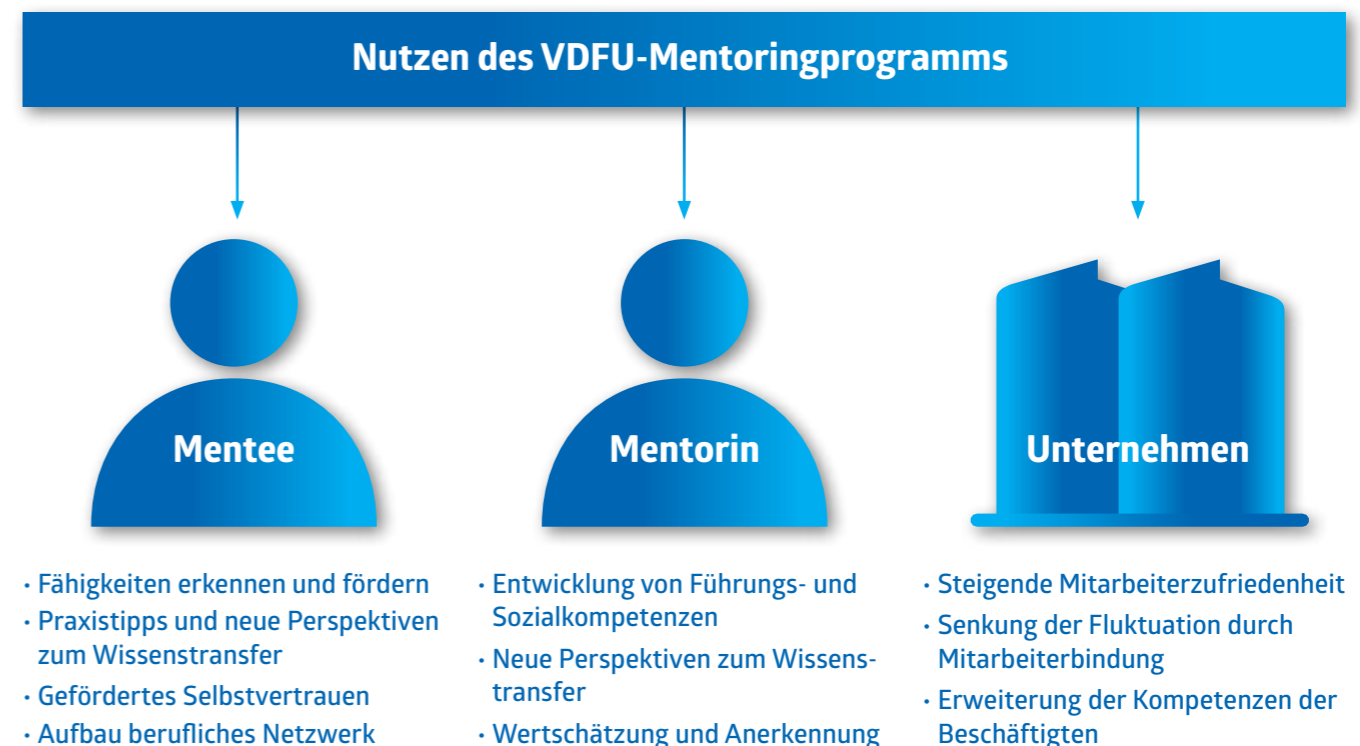 Nutzen des VDFU-Mentoringprogramms
Mentee
Mentorin
Unternehmen
· Fähigkeiten erkennen und fördern
· Praxistipps und neue Perspektiven
zum Wissenstransfer
· Gefördertes Selbstvertrauen
· Aufbau berufliches Netzwerk
· Entwicklung von Führungs- und
Sozialkompetenzen
· Neue Perspektiven zum Wissens-
transfer
· Wertschätzung und Anerkennung
· Steigende Mitarbeiterzufriedenheit
· Senkung der Fluktuation durch
Mitarbeiterbindung
· Erweiterung der Kompetenzen der
Beschäftigten